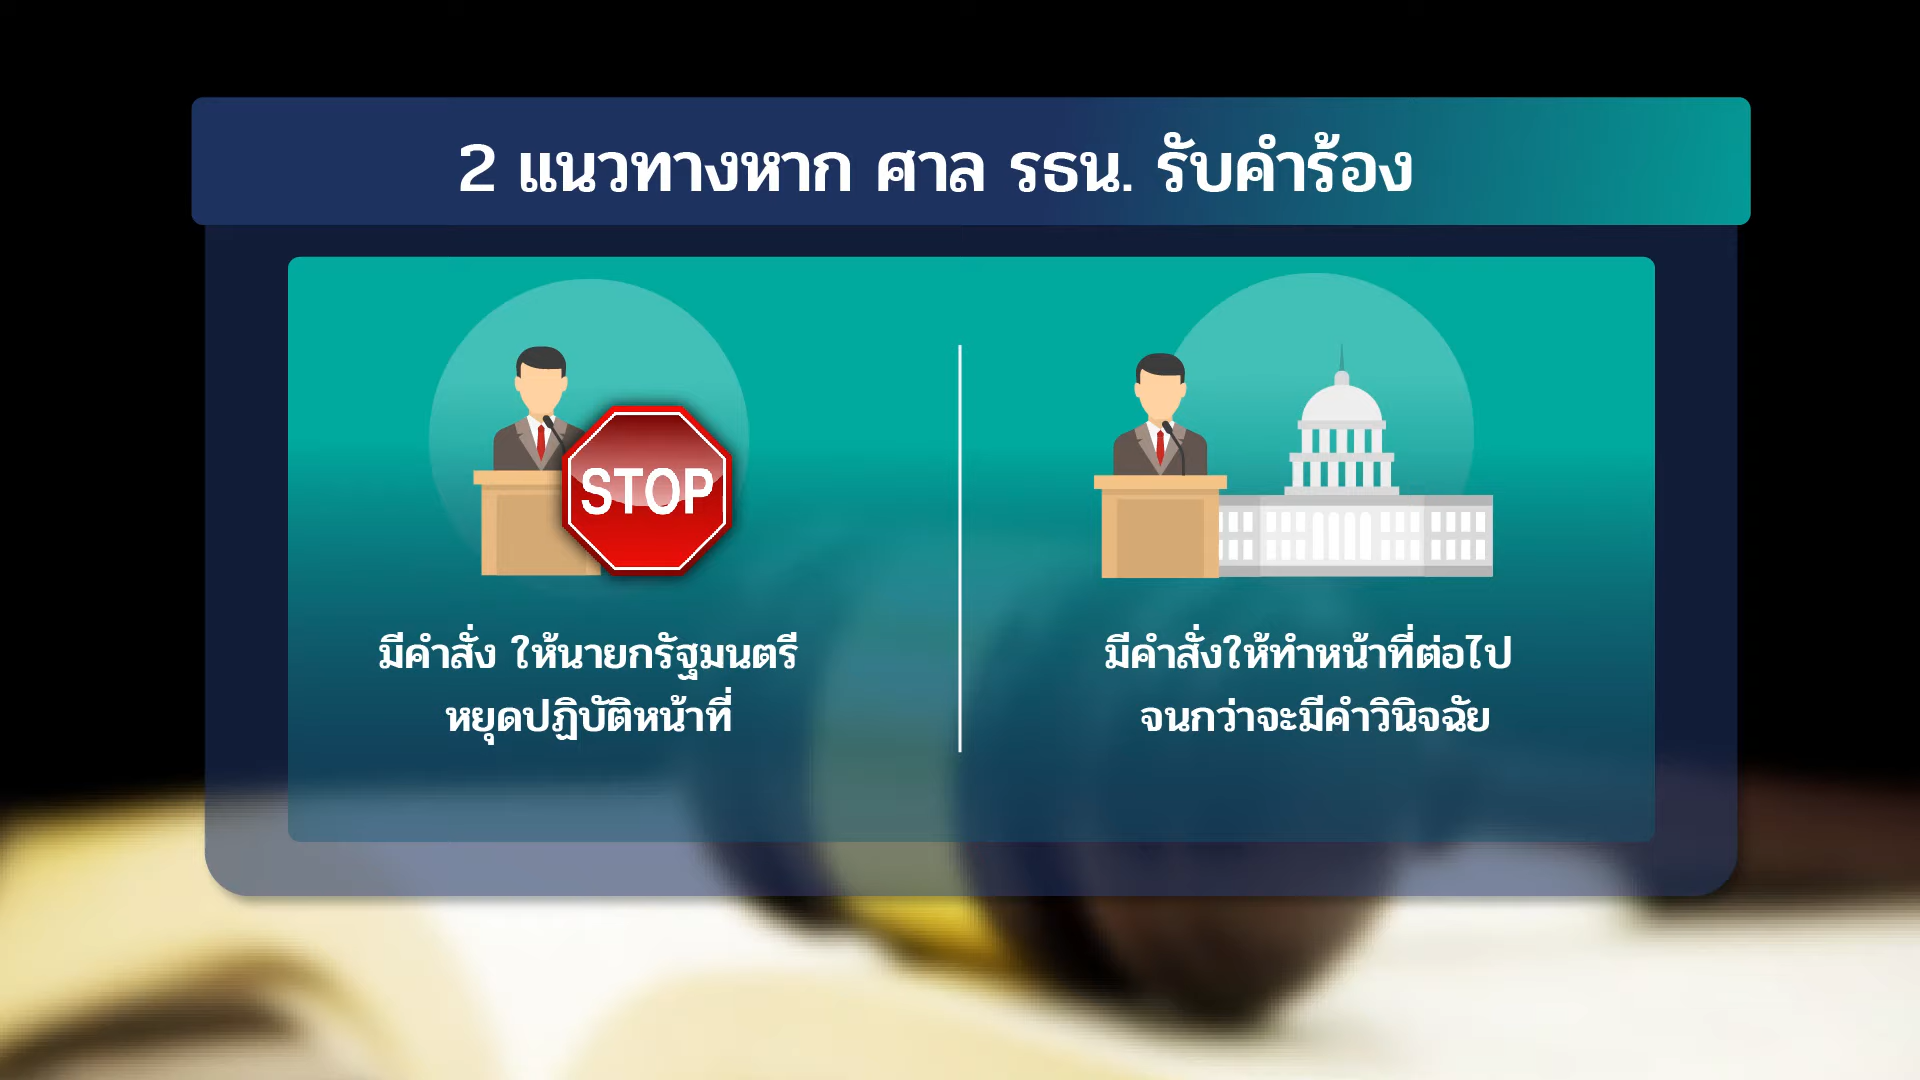 2 แนวทางหาก ศาล รธน. รับคำร้อง
STOP
มีคำสั่ง ให้นายกรัฐมนตรี
หยุดปฏิบัติหน้าที่
มีคำสั่งให้ทำหน้าที่ต่อไป
จนกว่าจะมีคำวินิจฉัย